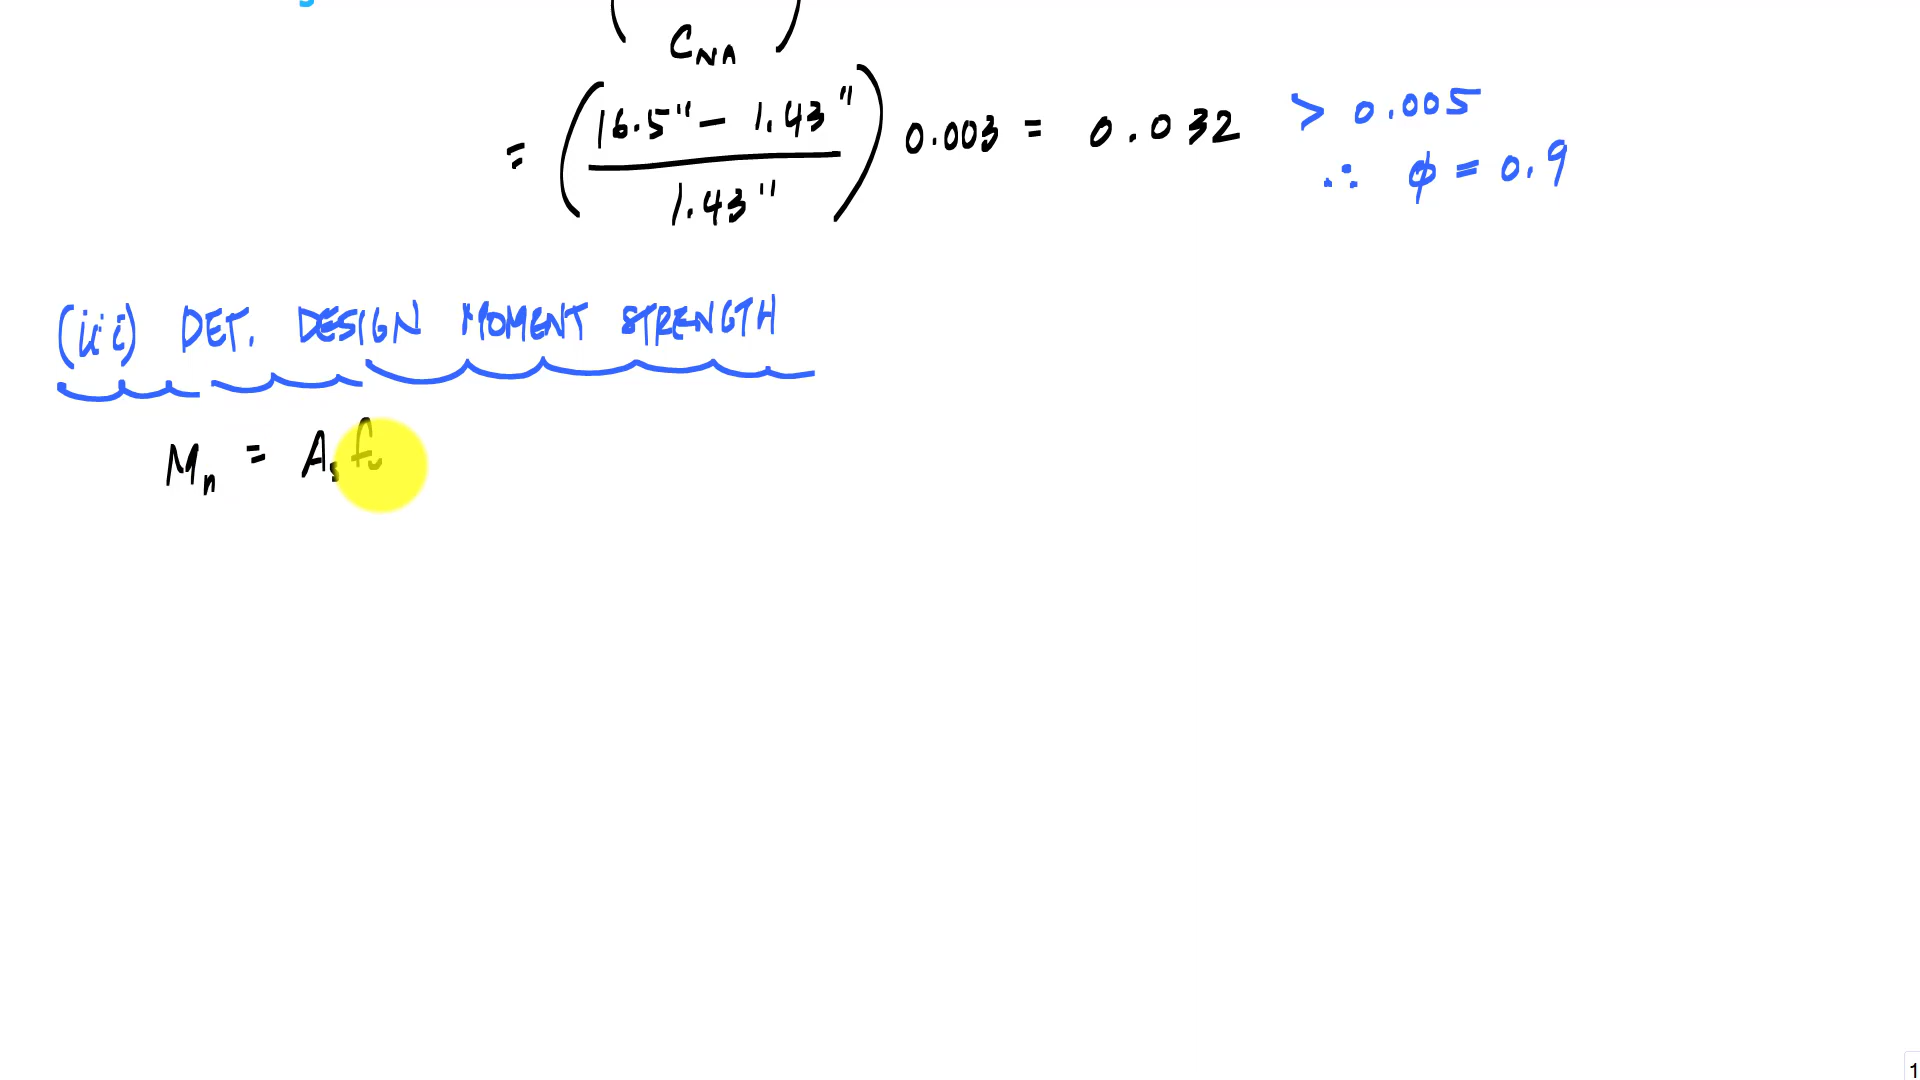 C_NA
= (16.5" - 1.43" / 1.43") 0.003 = 0.032 > 0.005
∴ φ = 0.9
(iii) DET. DESIGN MOMENT STRENGTH
M_n = A_s f
1